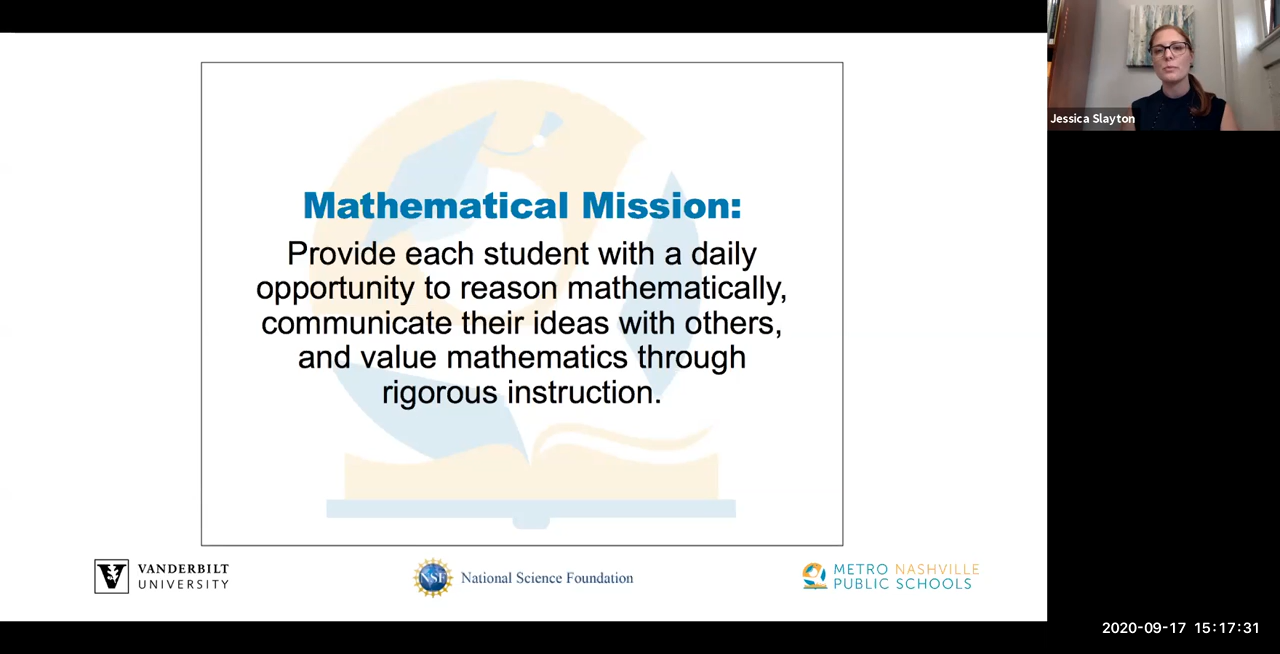 Jessica Slayton
Mathematical Mission:
Provide each student with a daily
opportunity to reason mathematically,
communicate their ideas with others,
and value mathematics through
rigorous instruction.
V
VANDERBILT
UNIVERSITY
NSF
National Science Foundation
METRO NASHVILLE
PUBLIC SCHOOLS
2020-09-17 15:17:31